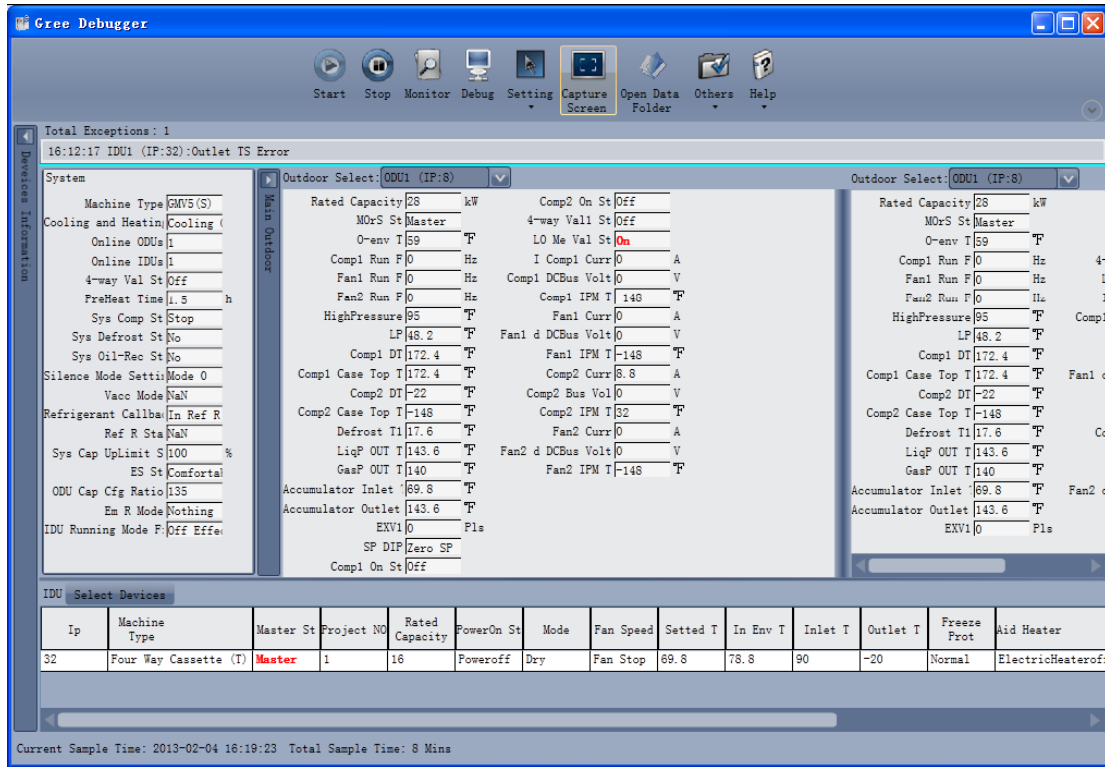 Gree Debugger
Start Stop Monitor Debug Setting Capture Screen Open Data Folder Others Help
Total Exceptions: 1
16:12:17 IDU1 (IP:32):Outlet TS Error
Deveices Information
System
Machine Type GMV5(S)
Cooling and Heatin Cooling (
Online ODUs 1
Online IDUs 1
4-way Val St Off
PreHeat Time 1.5 h
Sys Comp St Stop
Sys Defrost St No
Sys Oil-Rec St No
Silence Mode Setti Mode 0
Vacc Mode NaN
Refrigerant Callba In Ref R
Ref R Sta NaN
Sys Cap UpLimit S 100 %
ES St Comforta
ODU Cap Cfg Ratio 135
Em R Mode Nothing
IDU Running Mode F: Off Effe
Main Outdoor
Outdoor Select: ODU1 (IP:8)
Rated Capacity 28 kW Comp2 On St Off
MOrS St Master 4-way Val1 St Off
O-env T 59 °F LO Me Val St On
Comp1 Run F 0 Hz I Comp1 Curr 0 A
Fan1 Run F 0 Hz Comp1 DCBus Volt 0 V
Fan2 Run F 0 Hz Comp1 IPM T 148 °F
HighPressure 95 °F Fan1 Curr 0 A
LP 48.2 °F Fan1 d DCBus Volt 0 V
Comp1 DT 172.4 °F Fan1 IPM T -148 °F
Comp1 Case Top T 172.4 °F Comp2 Curr 8.8 A
Comp2 DT -22 °F Comp2 Bus Vol 0 V
Comp2 Case Top T -148 °F Comp2 IPM T 32 °F
Defrost T1 17.6 °F Fan2 Curr 0 A
LiqP OUT T 143.6 °F Fan2 d DCBus Volt 0 V
GasP OUT T 140 °F Fan2 IPM T -148 °F
Accumulator Inlet 69.8 °F
Accumulator Outlet 143.6 °F
EXV1 0 Pls
SP DIP Zero SP
Comp1 On St Off
Outdoor Select: ODU1 (IP:8)
Rated Capacity 28 kW
MOrS St Master
O-env T 59 °F
Comp1 Run F 0 Hz 4-
Fan1 Run F 0 Hz
Fan2 Run F 0 Hz
HighPressure 95 °F Comp1
LP 48.2 °F
Comp1 DT 172.4 °F
Comp1 Case Top T 172.4 °F Fan1 d
Comp2 DT -22 °F
Comp2 Case Top T -148 °F
Defrost T1 17.6 °F Co
LiqP OUT T 143.6 °F
GasP OUT T 140 °F
Accumulator Inlet 69.8 °F Fan2 d
Accumulator Outlet 143.6 °F
EXV1 0 Pls
IDU Select Devices
Ip Machine Type Master St Project NO Rated Capacity PowerOn St Mode Fan Speed Setted T In Env T Inlet T Outlet T Freeze Prot Aid Heater
32 Four Way Cassette (T) Master 1 16 Poweroff Dry Fan Stop 69.8 78.8 90 -20 Normal ElectricHeaterof
Current Sample Time: 2013-02-04 16:19:23 Total Sample Time: 8 Mins